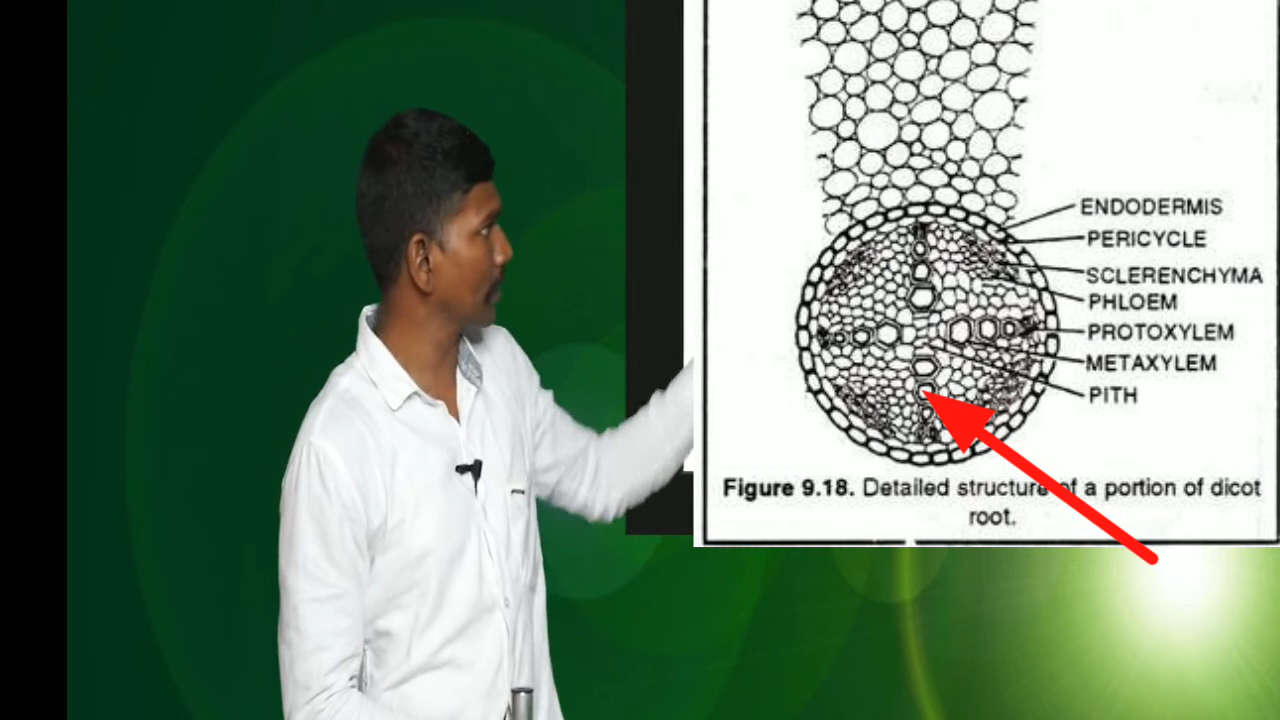 ENDODERMIS
PERICYCLE
SCLERENCHYMA
PHLOEM
PROTOXYLEM
METAXYLEM
PITH
Figure 9.18. Detailed structure of a portion of dicot
root.